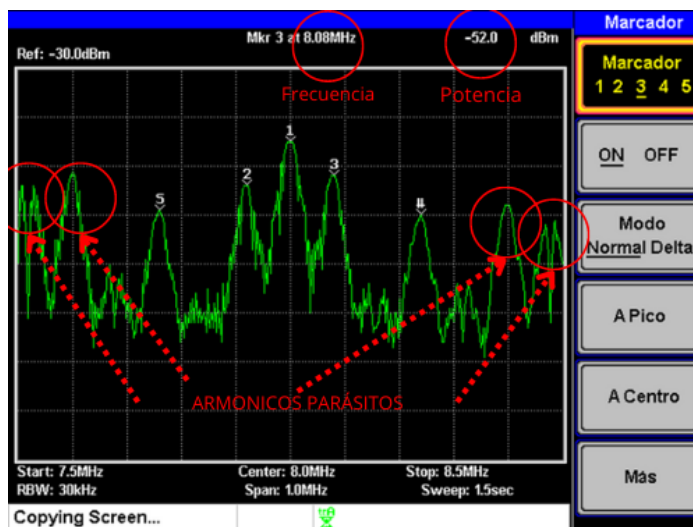 Marcador
Mkr 3 at 8.08MHz
-52.0 dBm
Ref: -30.0dBm
Frecuencia
Potencia
1
2
3
4
5
ARMONICOS PARÁSITOS
Start: 7.5MHz
Center: 8.0MHz
Stop: 8.5MHz
RBW: 30kHz
Span: 1.0MHz
Sweep: 1.5sec
Copying Screen...
Marcador
1 2 3 4 5
ON OFF
Modo
Normal Delta
A Pico
A Centro
Más